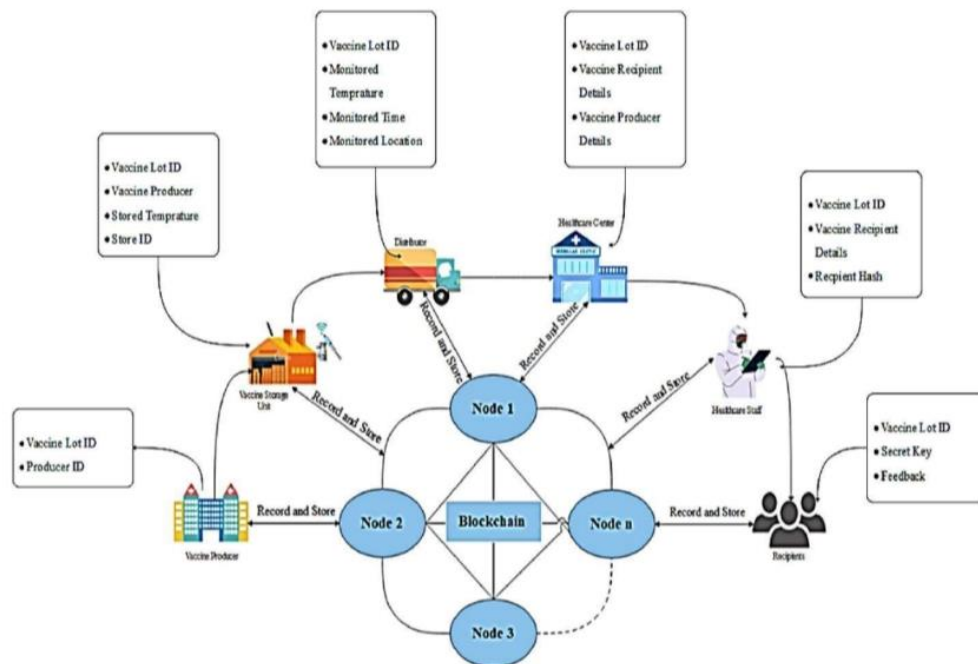 • Vaccine Lot ID
• Monitored
Temprature
• Monitored Time
• Monitored Location
• Vaccine Lot ID
• Vaccine Recipient
Details
• Vaccine Producer
Details
• Vaccine Lot ID
• Vaccine Producer
• Stored Temprature
• Store ID
• Vaccine Lot ID
• Vaccine Recipient
Details
• Recpient Hash
Distributor
Healthcare Center
Record and Store
Record and Store
Vaccine Storage
Unit
Record and Store
Node 1
Record and Store
Healthcare Staff
• Vaccine Lot ID
• Producer ID
• Vaccine Lot ID
• Secret Key
• Feedback
Vaccine Producer
Record and Store
Node 2
Blockchain
Node n
Record and Store
Recipients
Node 3